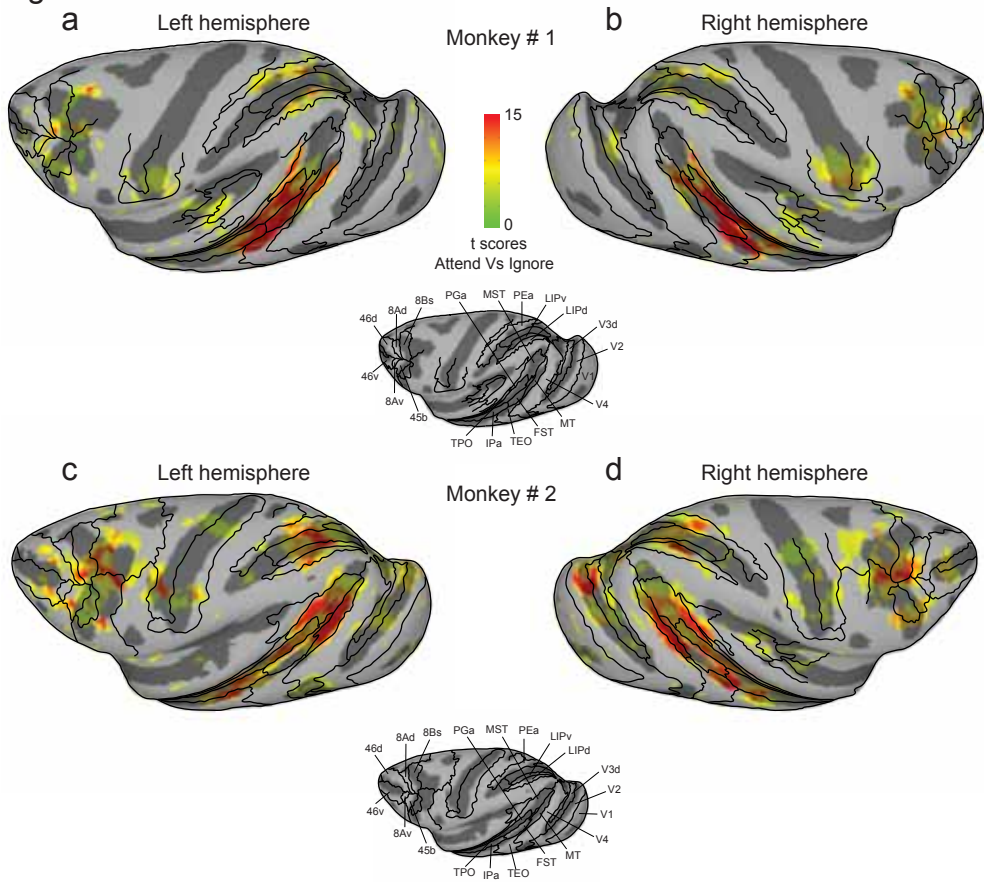 a
Left hemisphere
Monkey # 1
b
Right hemisphere
15
0
t scores
Attend Vs Ignore
PGa
MST
PEa
LIPv
LIPd
V3d
V2
V1
V4
MT
FST
TEO
IPa
TPO
45b
8Av
46v
46d
8Ad
8Bs
c
Left hemisphere
Monkey # 2
d
Right hemisphere
46d
8Ad
8Bs
PGa
MST
PEa
LIPv
LIPd
V3d
V2
V1
V4
MT
FST
TEO
IPa
TPO
45b
8Av
46v